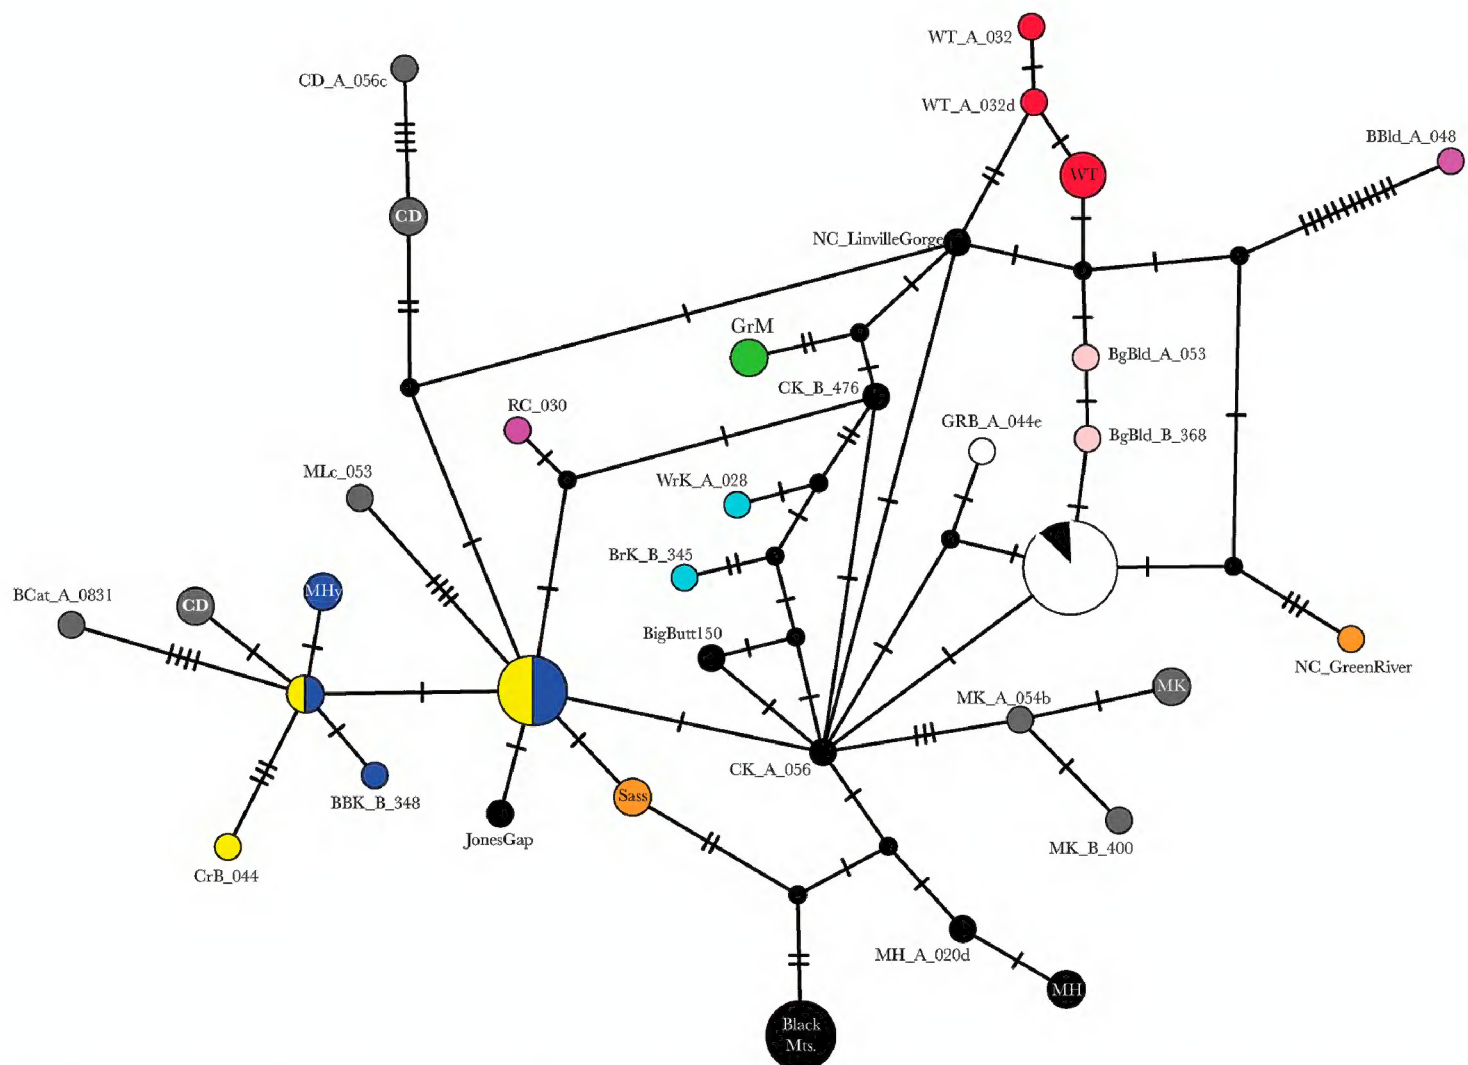 WT_A_032
CD_A_056c
WT_A_032d
BBld_A_048
WT
CD
NC_LinvilleGorge
GrM
BgBld_A_053
CK_B_476
RC_030
GRB_A_044e
BgBld_B_368
MLc_053
WrK_A_028
BrK_B_345
BCat_A_0831
CD
MHy
BigButt150
NC_GreenRiver
MK_A_054b
MK
CK_A_056
BBK_B_348
Sass
JonesGap
MK_B_400
CrB_044
MH_A_020d
MH
Black
Mts.